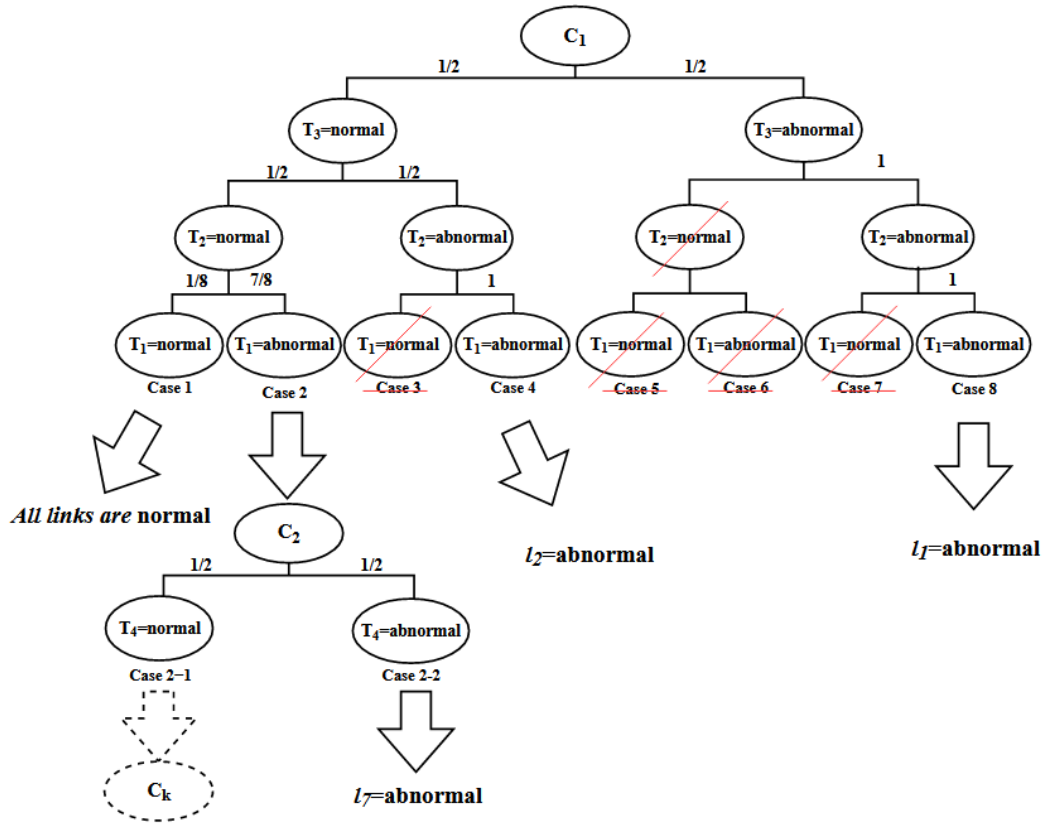 C1
1/2 1/2
T3=normal T3=abnormal
1/2 1/2 1
T2=normal T2=abnormal T2=normal T2=abnormal
1/8 7/8 1 1
T1=normal T1=abnormal T1=normal T1=abnormal T1=normal T1=abnormal T1=normal T1=abnormal
Case 1 Case 2 Case 3 Case 4 Case 5 Case 6 Case 7 Case 8
All links are normal
C2
l2=abnormal
l1=abnormal
1/2 1/2
T4=normal T4=abnormal
Case 2−1 Case 2-2
Ck
l7=abnormal